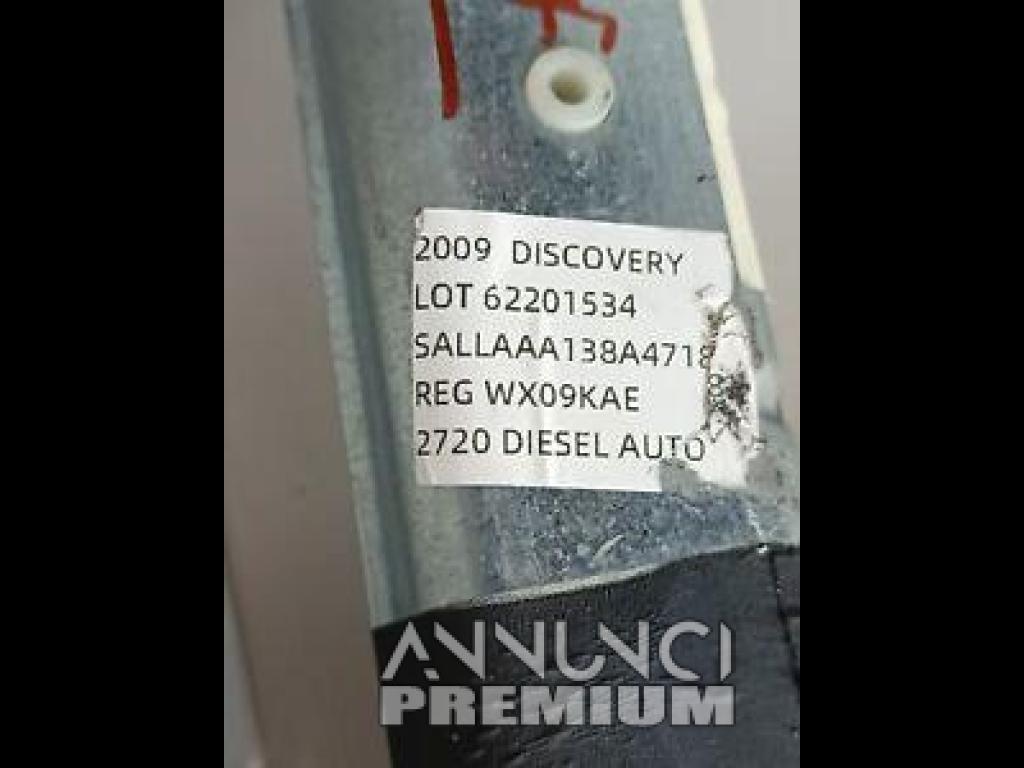 2009 DISCOVERY
LOT 62201534
SALLAAA138A4718
REG WX09KAE
2720 DIESEL AUTO
ANNUNCI
PREMIUM